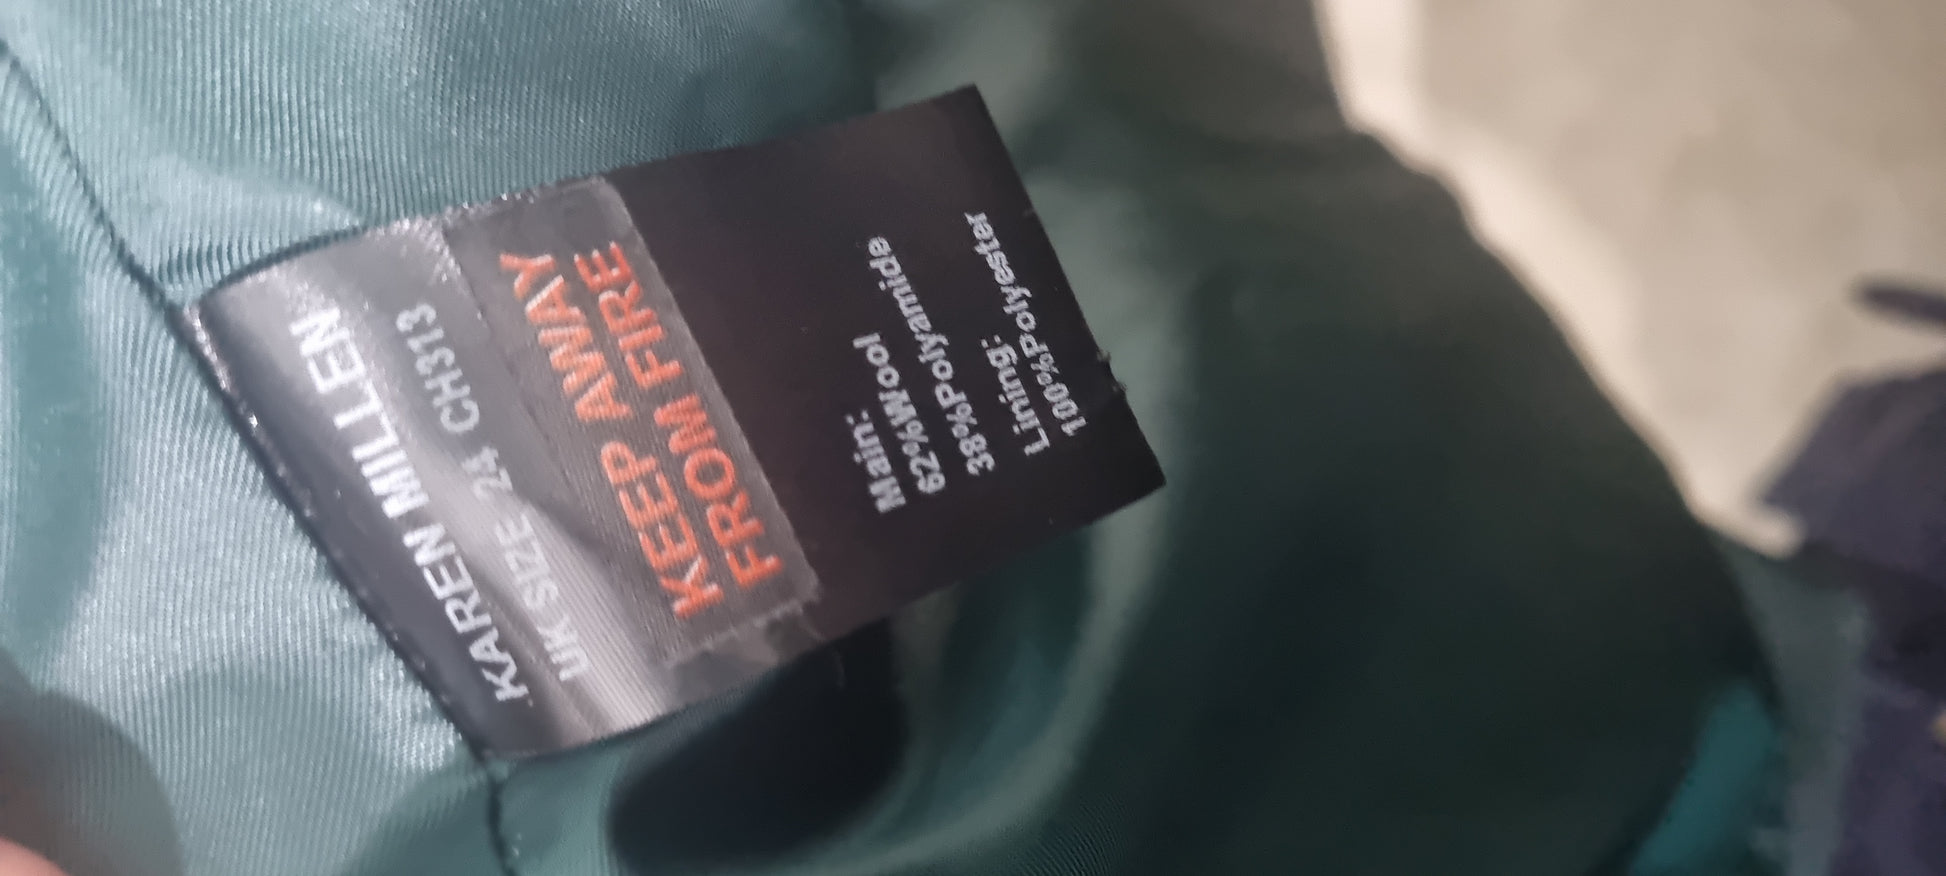 KAREN MILLEN
UK SIZE 24 CH313
KEEP AWAY
FROM FIRE
Main:
62%Wool
38%Polyamide
Lining:
100%Polyester